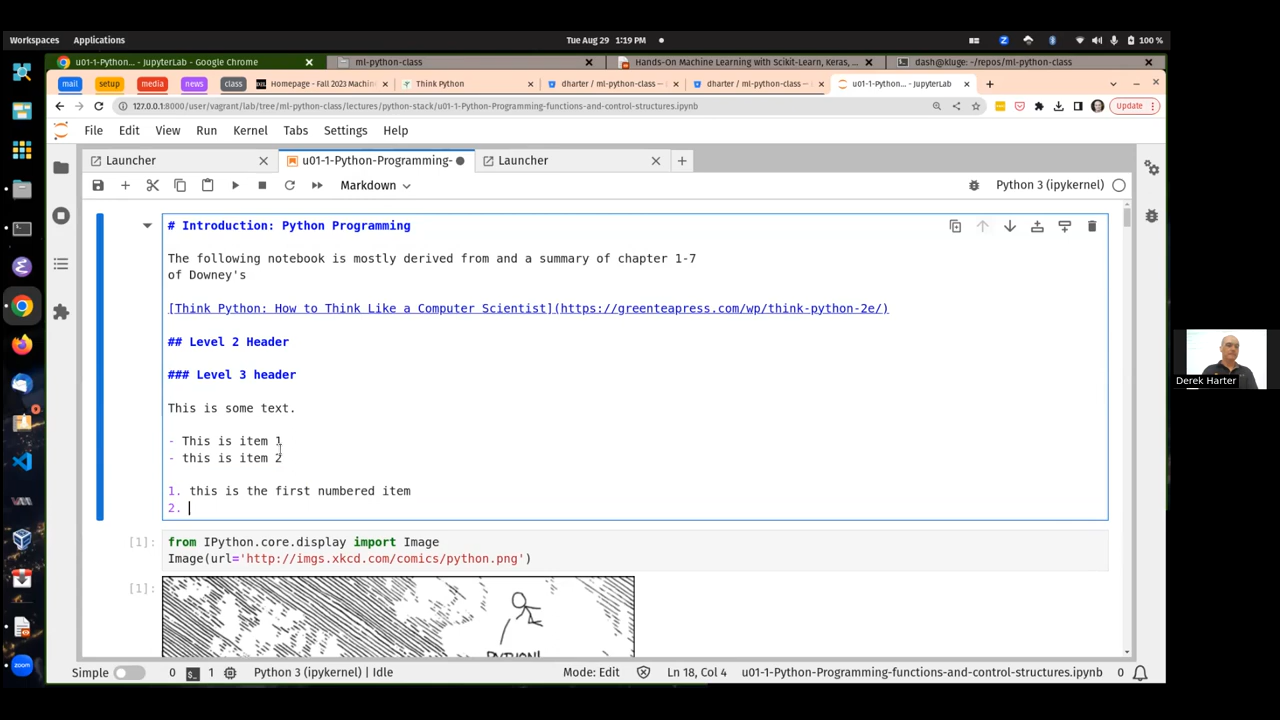 Workspaces Applications Tue Aug 29 1:19 PM 100 %
u01-1-Python... - JupyterLab - Google Chrome ml-python-class Hands-On Machine Learning with Scikit-Learn, Keras, ... dash@kluge: ~/repos/ml-python-class
mail setup media news class Homepage - Fall 2023 Machin Think Python dharter / ml-python-class — dharter / ml-python-class — u01-1-Python... - JupyterLab
127.0.0.1:8000/user/vagrant/lab/tree/ml-python-class/lectures/python-stack/u01-1-Python-Programming-functions-and-control-structures.ipynb Update
File Edit View Run Kernel Tabs Settings Help
Launcher u01-1-Python-Programming- Launcher
Markdown Python 3 (ipykernel)
# Introduction: Python Programming
The following notebook is mostly derived from and a summary of chapter 1-7
of Downey's
[Think Python: How to Think Like a Computer Scientist](https://greenteapress.com/wp/think-python-2e/)
## Level 2 Header
### Level 3 header
This is some text.
- This is item 1
- this is item 2
1. this is the first numbered item
2.
[1]: from IPython.core.display import Image
Image(url='http://imgs.xkcd.com/comics/python.png')
[1]:
PYTHON!
Simple 0 1 Python 3 (ipykernel) | Idle Mode: Edit Ln 18, Col 4 u01-1-Python-Programming-functions-and-control-structures.ipynb 0
Derek Harter